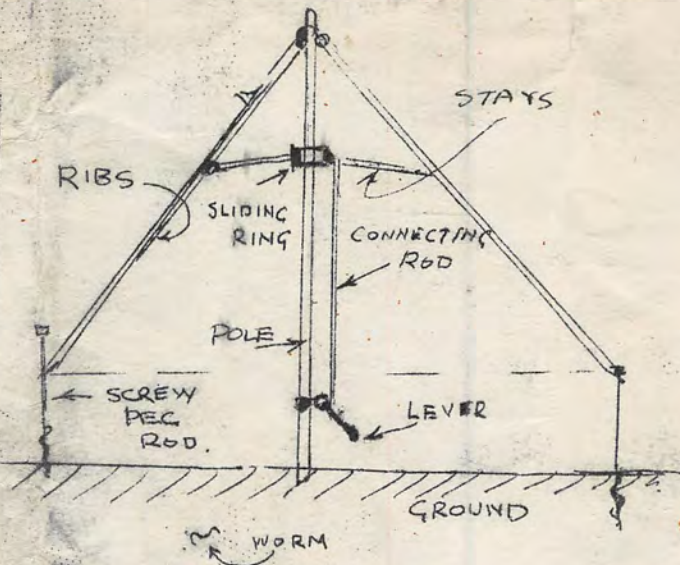 STAYS
RIBS
SLIDING
RING
CONNECTING
ROD
POLE
SCREW
PEG
ROD.
LEVER
GROUND
WORM